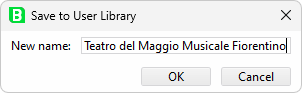 B Save to User Library
New name: Teatro del Maggio Musicale Fiorentino
OK Cancel